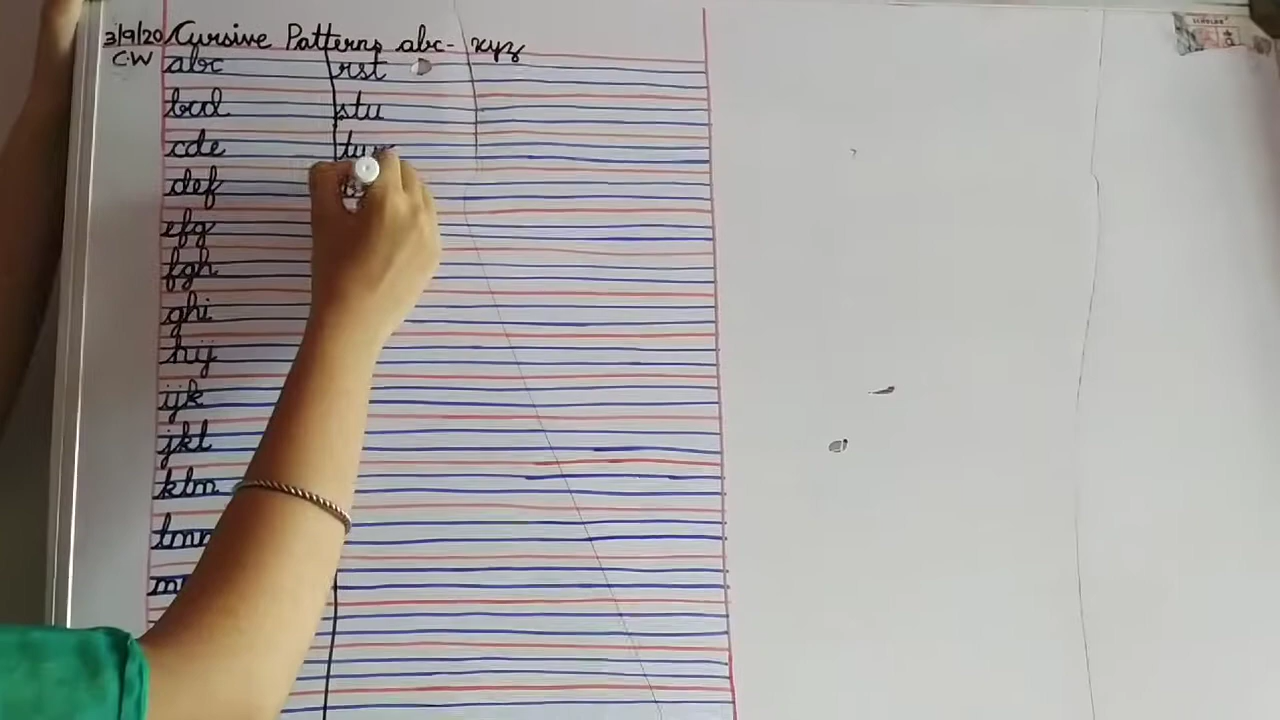 3/9/20 Cursive Patterns abc- xyz
C.W
abc
bcd
cde
def
efg
fgh
ghi
hij
ijk
jkl
klm
lmn
rst
stu